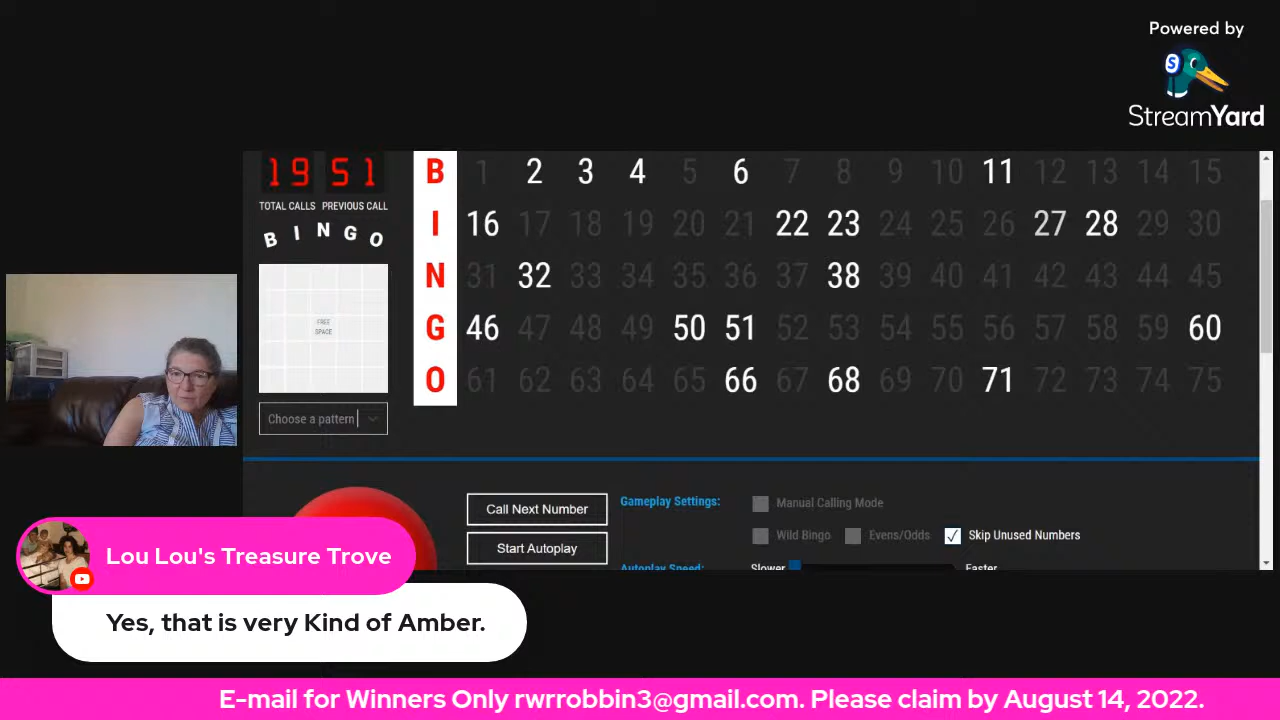 Powered by
S
StreamYard
19 51
TOTAL CALLS PREVIOUS CALL
B I N G O
FREE
SPACE
Choose a pattern
B 1 2 3 4 5 6 7 8 9 10 11 12 13 14 15
I 16 17 18 19 20 21 22 23 24 25 26 27 28 29 30
N 31 32 33 34 35 36 37 38 39 40 41 42 43 44 45
G 46 47 48 49 50 51 52 53 54 55 56 57 58 59 60
O 61 62 63 64 65 66 67 68 69 70 71 72 73 74 75
Call Next Number
Start Autoplay
Gameplay Settings:
Manual Calling Mode
Wild Bingo Evens/Odds Skip Unused Numbers
Autoplay Speed: Slower Faster
Lou Lou's Treasure Trove
Yes, that is very Kind of Amber.
E-mail for Winners Only rwrrobbin3@gmail.com. Please claim by August 14, 2022.